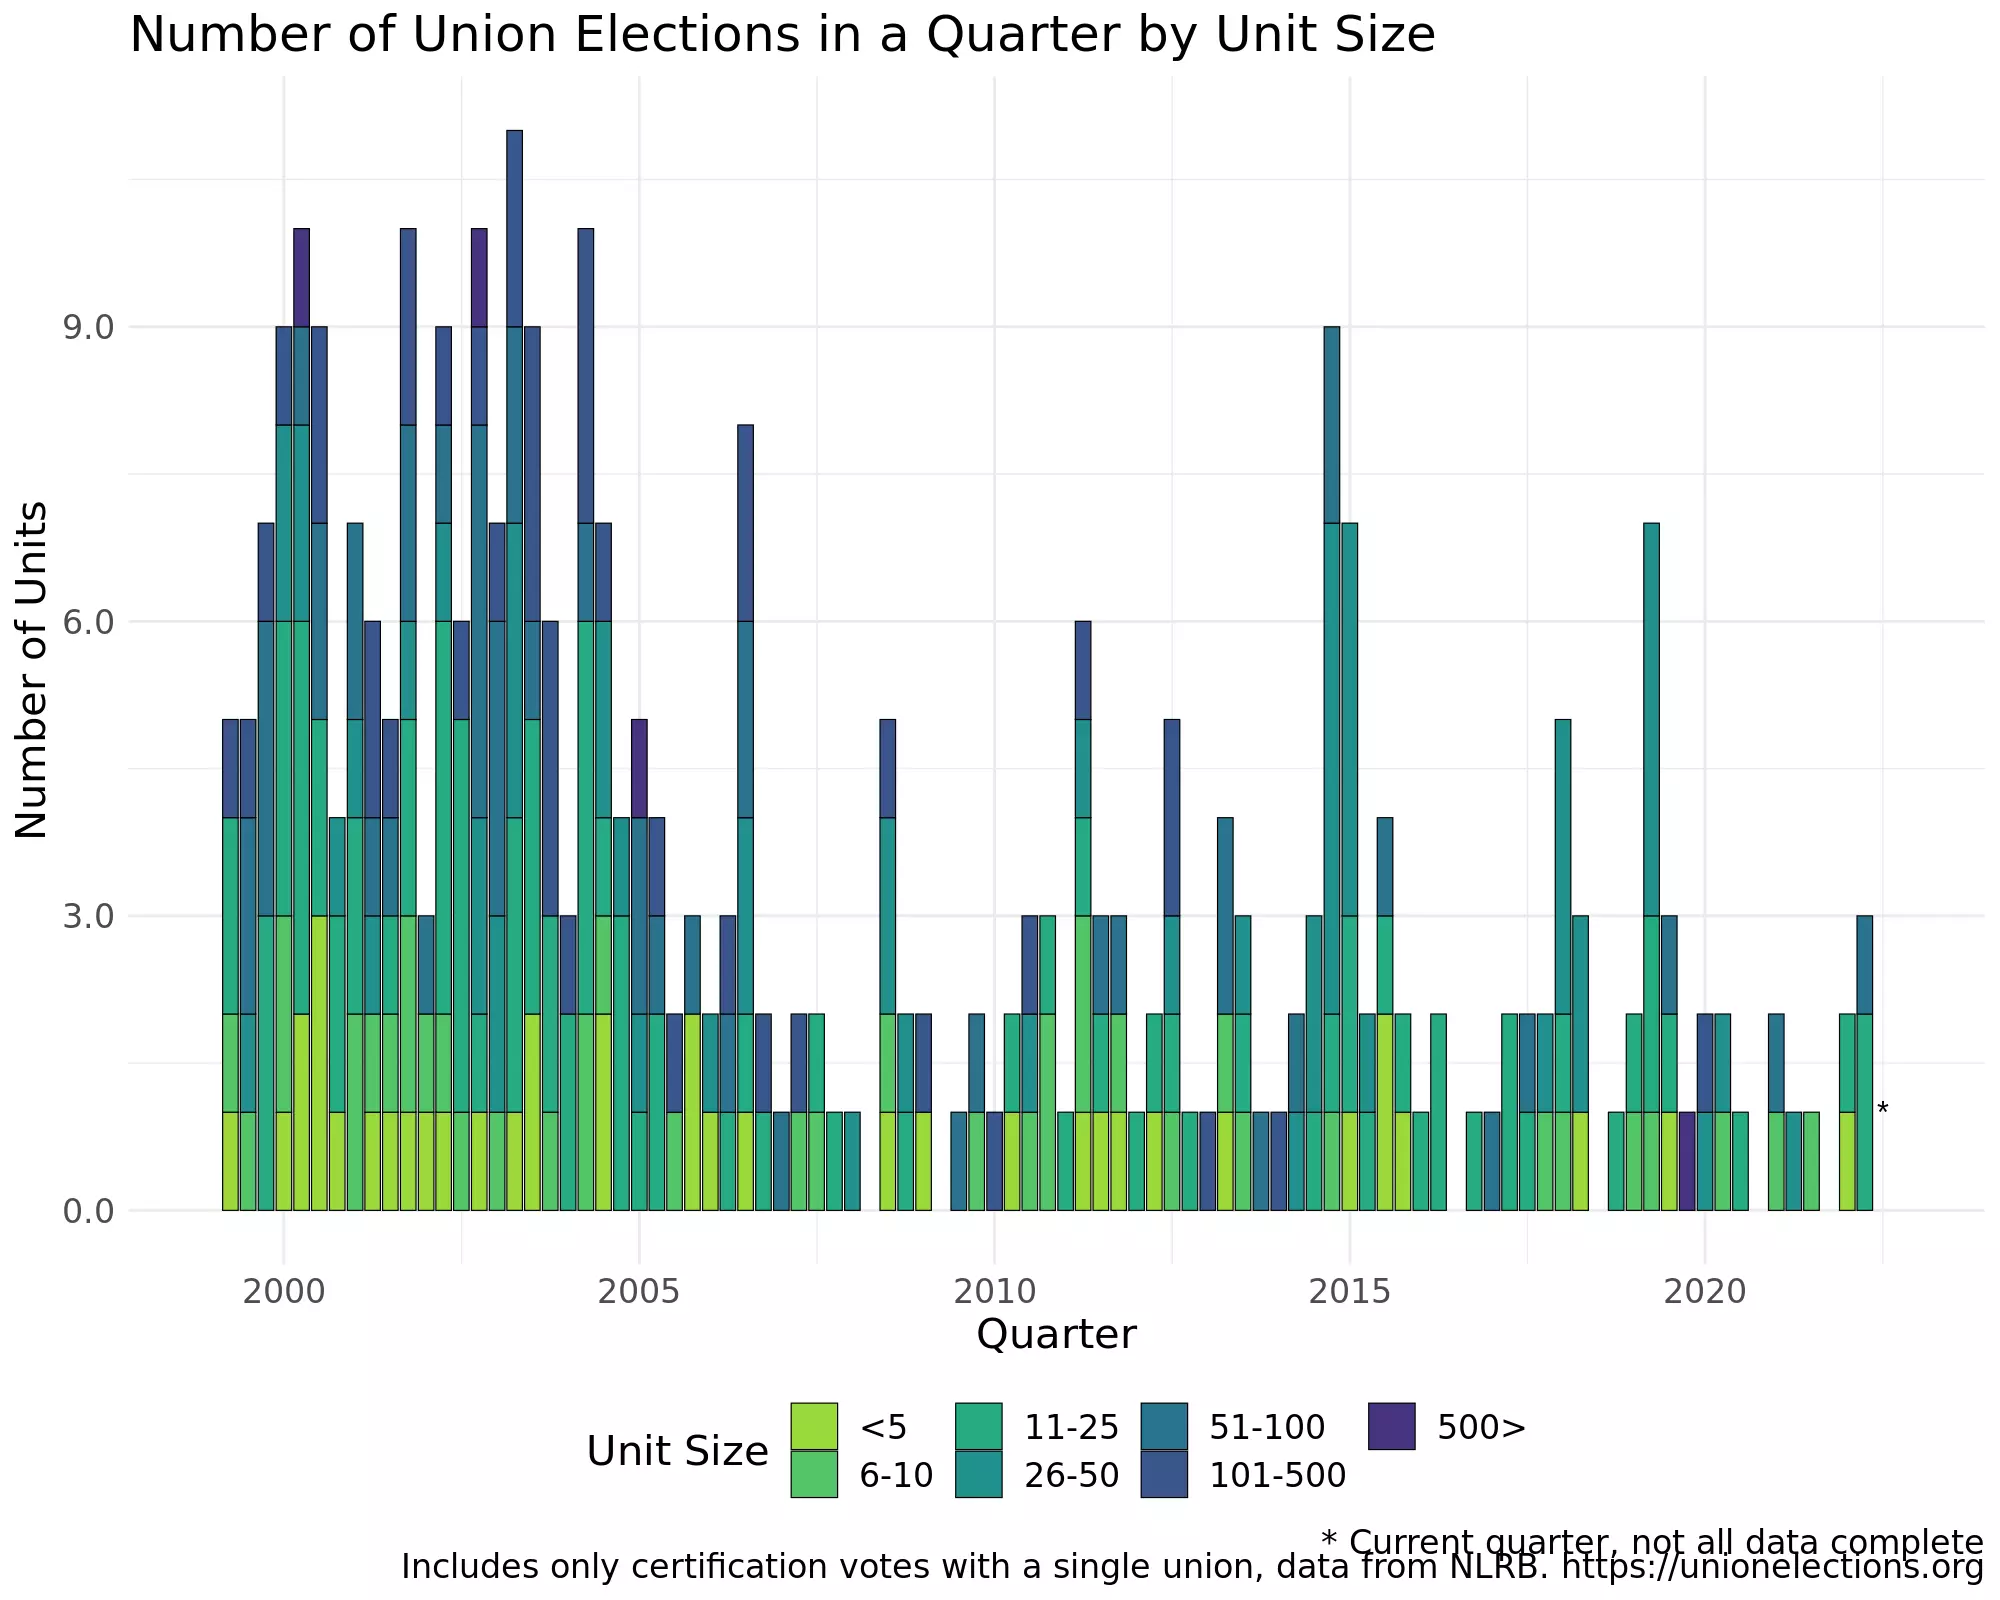 Number of Union Elections in a Quarter by Unit Size
Number of Units
9.0
6.0
3.0
0.0
*
2000 2005 2010 2015 2020
Quarter
Unit Size
<5 11-25 51-100 500>
6-10 26-50 101-500
* Current quarter, not all data complete
Includes only certification votes with a single union, data from NLRB. https://unionelections.org